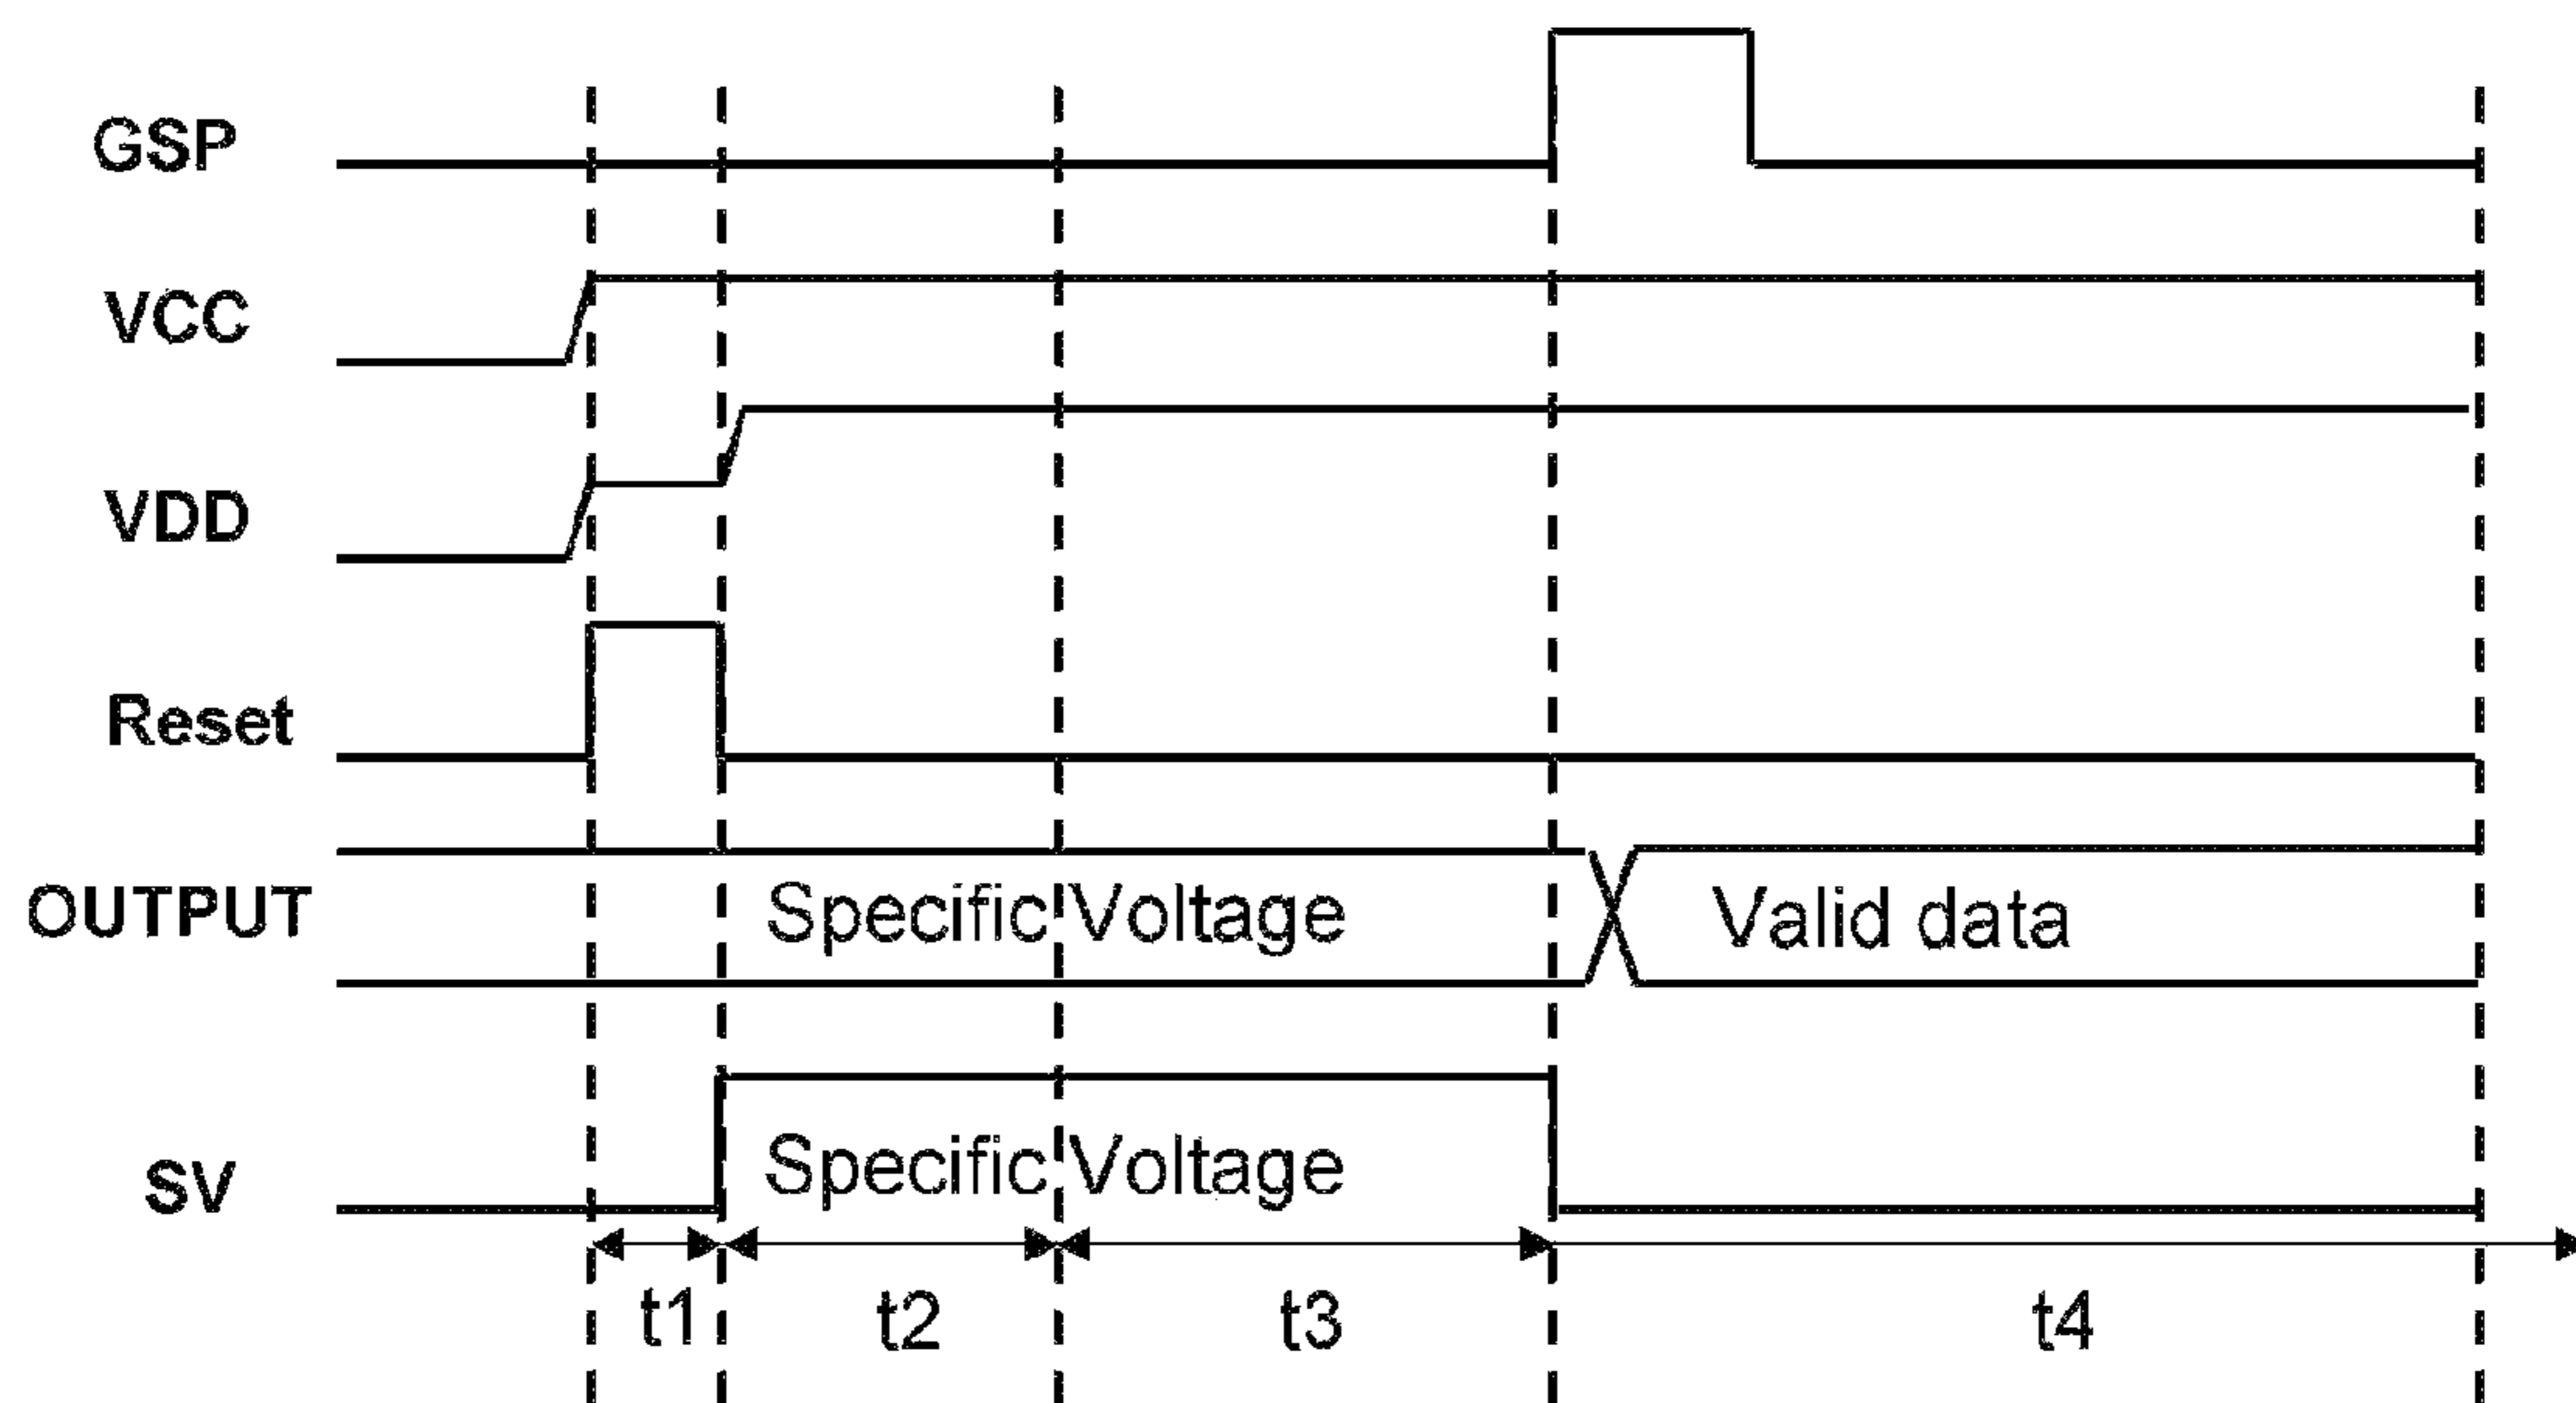 GSP
VCC
VDD
Reset
OUTPUT
Specific Voltage
Valid data
SV
Specific Voltage
t1
t2
t3
t4